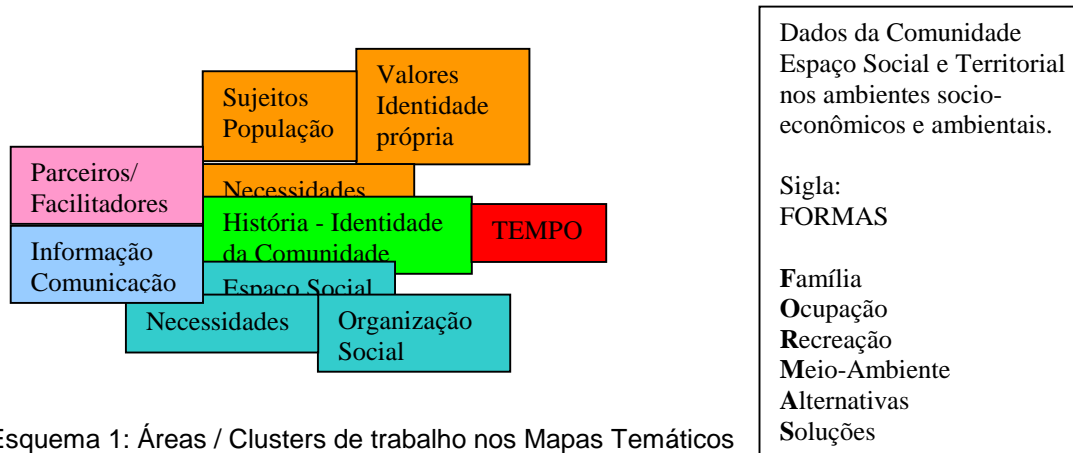 Sujeitos
População
Valores
Identidade
própria
Parceiros/
Facilitadores
Necessidades
História - Identidade
da Comunidade
TEMPO
Informação
Comunicação
Espaço Social
Necessidades
Organização
Social
Esquema 1: Áreas / Clusters de trabalho nos Mapas Temáticos
Dados da Comunidade
Espaço Social e Territorial
nos ambientes socio-
econômicos e ambientais.
Sigla:
FORMAS
Família
Ocupação
Recreação
Meio-Ambiente
Alternativas
Soluções